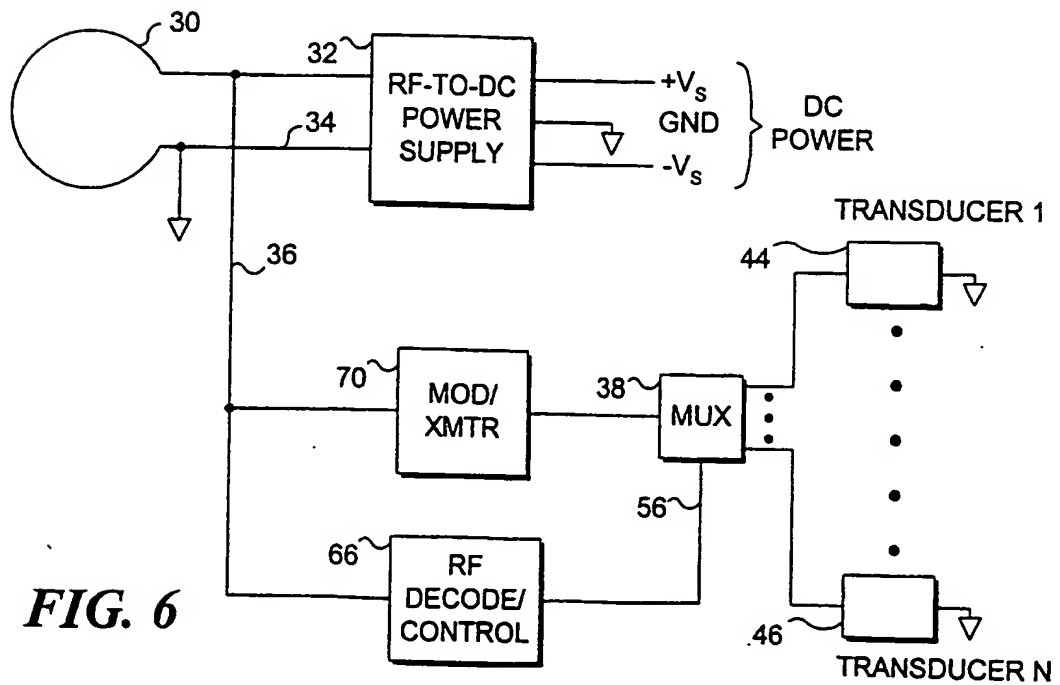 30
32
RF-TO-DC
POWER
SUPPLY
+Vs
GND
-Vs
DC
POWER
34
36
TRANSDUCER 1
44
70
MOD/
XMTR
38
MUX
56
66
RF
DECODE/
CONTROL
46
TRANSDUCER N
FIG. 6